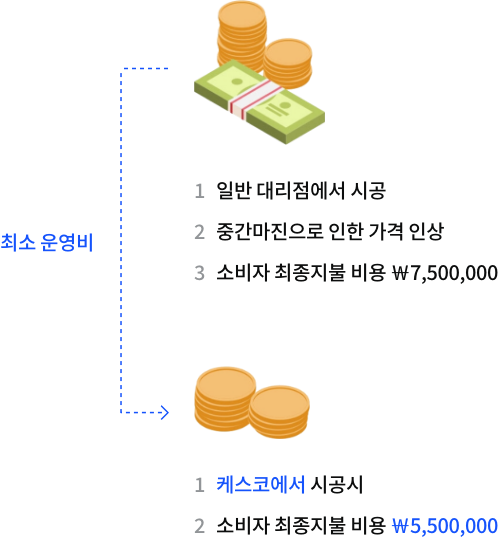 1 일반 대리점에서 시공
2 중간마진으로 인한 가격 인상
최소 운영비
3 소비자 최종지불 비용 ₩7,500,000
1 케스코에서 시공시
2 소비자 최종지불 비용 ₩5,500,000